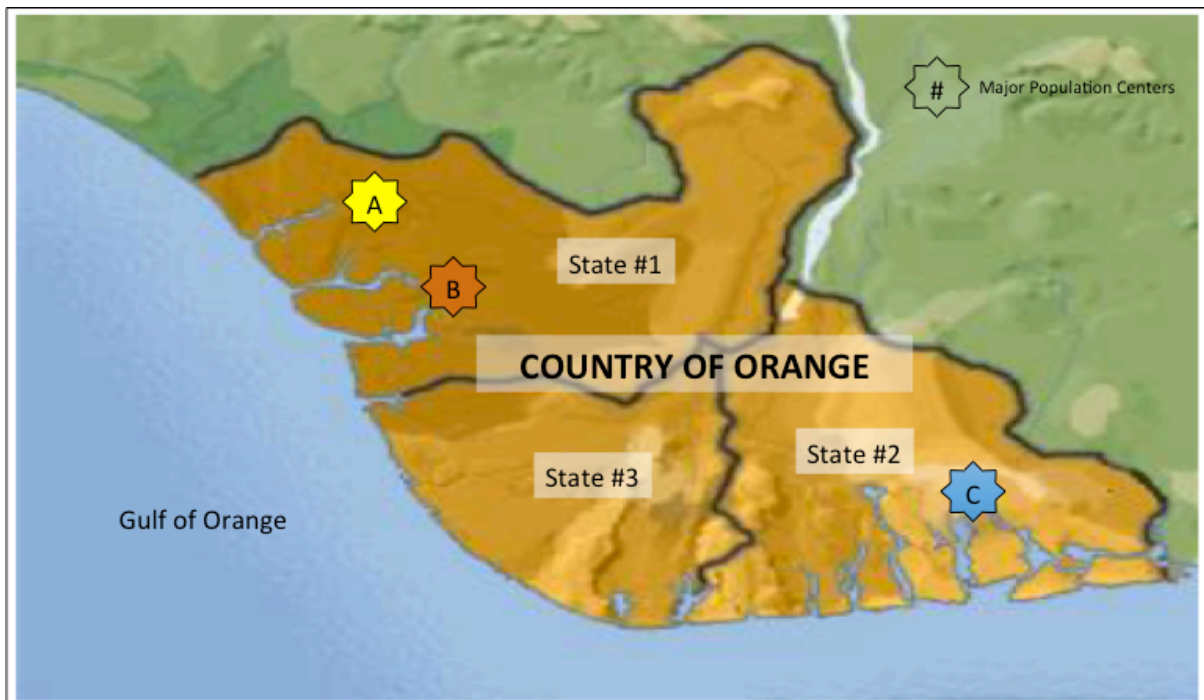 #
Major Population Centers
A
State #1
B
COUNTRY OF ORANGE
State #2
State #3
C
Gulf of Orange